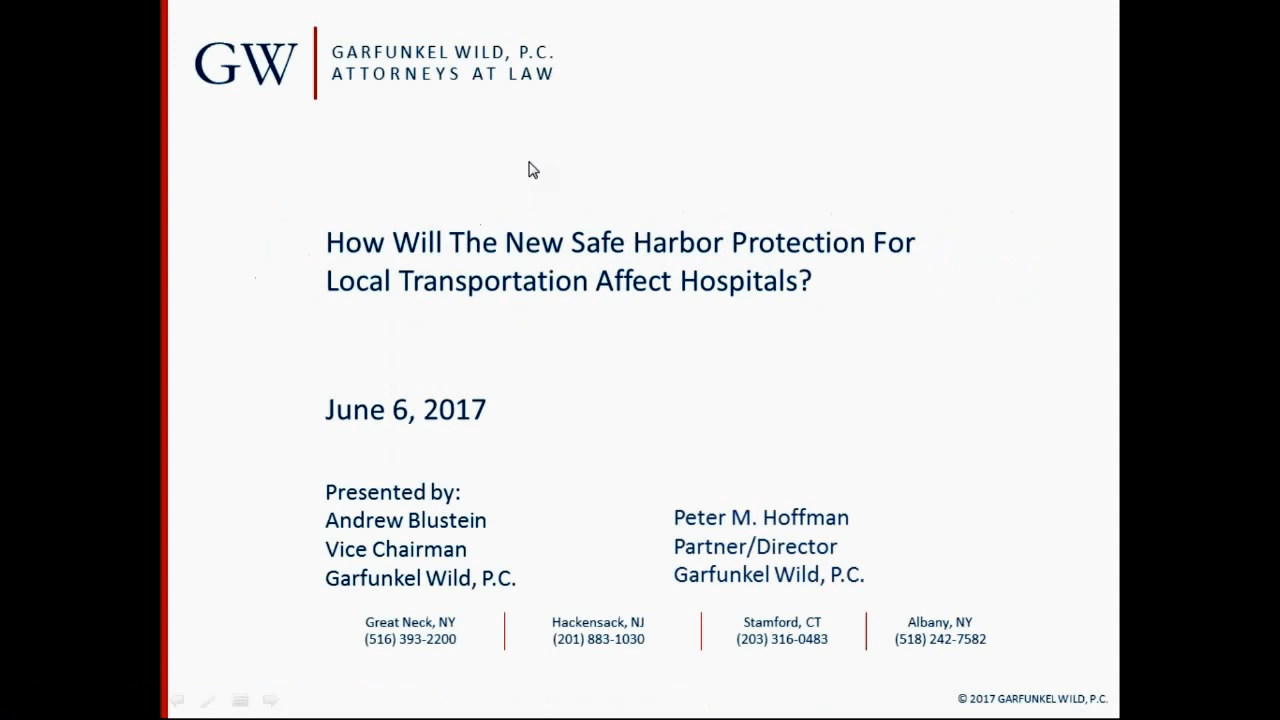 GW
GARFUNKEL WILD, P.C.
ATTORNEYS AT LAW
How Will The New Safe Harbor Protection For
Local Transportation Affect Hospitals?
June 6, 2017
Presented by:
Andrew Blustein
Vice Chairman
Garfunkel Wild, P.C.
Peter M. Hoffman
Partner/Director
Garfunkel Wild, P.C.
Great Neck, NY
(516) 393-2200
Hackensack, NJ
(201) 883-1030
Stamford, CT
(203) 316-0483
Albany, NY
(518) 242-7582
© 2017 GARFUNKEL WILD, P.C.